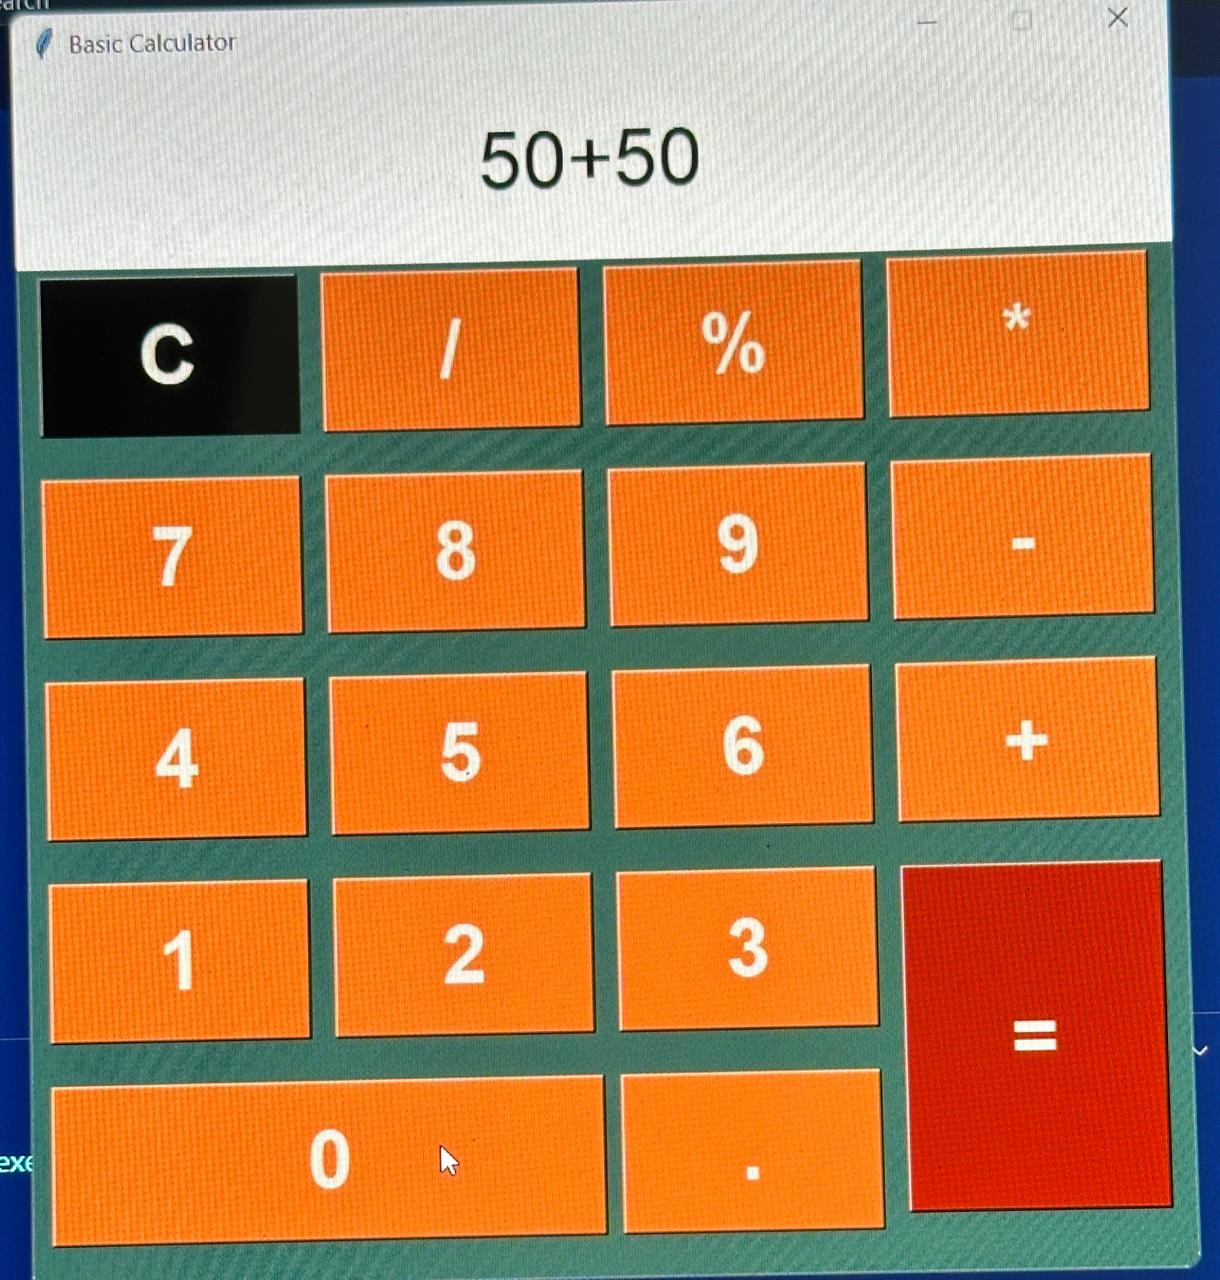 Basic Calculator
50+50
C / % *
7 8 9 -
4 5 6 +
1 2 3
=
0 .